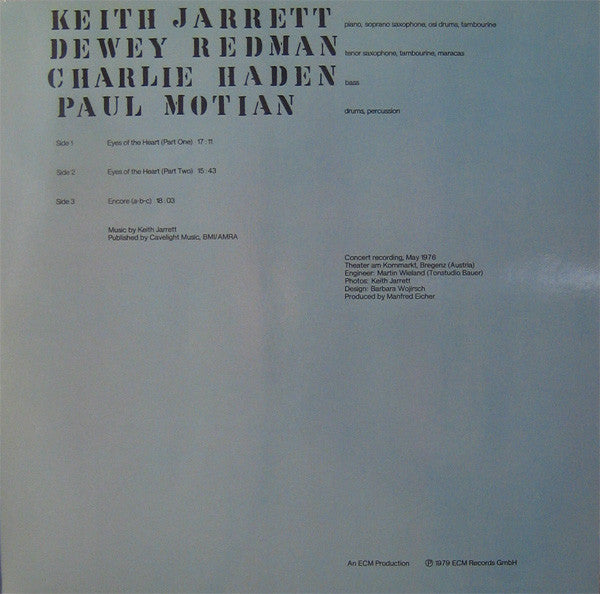 KEITH JARRETT piano, soprano saxophone, osi drums, tambourine
DEWEY REDMAN tenor saxophone, tambourine, maracas
CHARLIE HADEN bass
PAUL MOTIAN drums, percussion
Side 1 Eyes of the Heart (Part One) 17:11
Side 2 Eyes of the Heart (Part Two) 15:43
Side 3 Encore (a-b-c) 18:03
Music by Keith Jarrett
Published by Cavelight Music, BMI/AMRA
Concert recording, May 1976
Theater am Kornmarkt, Bregenz (Austria)
Engineer: Martin Wieland (Tonstudio Bauer)
Photos: Keith Jarrett
Design: Barbara Wojirsch
Produced by Manfred Eicher
An ECM Production ℗ 1979 ECM Records GmbH